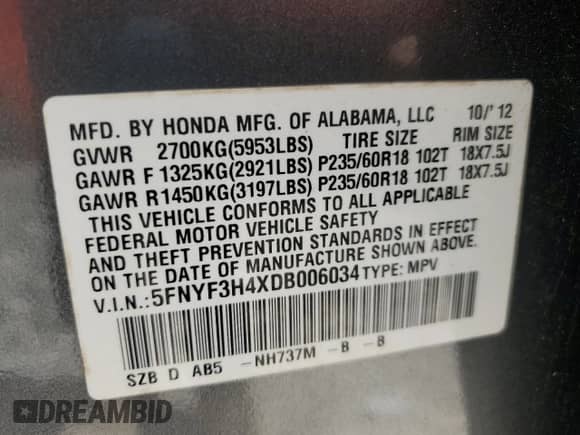 MFD. BY HONDA MFG. OF ALABAMA, LLC 10/'12
GVWR 2700KG(5953LBS) TIRE SIZE RIM SIZE
GAWR F 1325KG(2921LBS) P235/60R18 102T 18X7.5J
GAWR R 1450KG(3197LBS) P235/60R18 102T 18X7.5J
THIS VEHICLE CONFORMS TO ALL APPLICABLE
FEDERAL MOTOR VEHICLE SAFETY
AND THEFT PREVENTION STANDARDS IN EFFECT
ON THE DATE OF MANUFACTURE SHOWN ABOVE.
V.I.N.:5FNYF3H4XDB006034 TYPE: MPV
SZB D AB5 -NH737M -B -B
DREAMBID